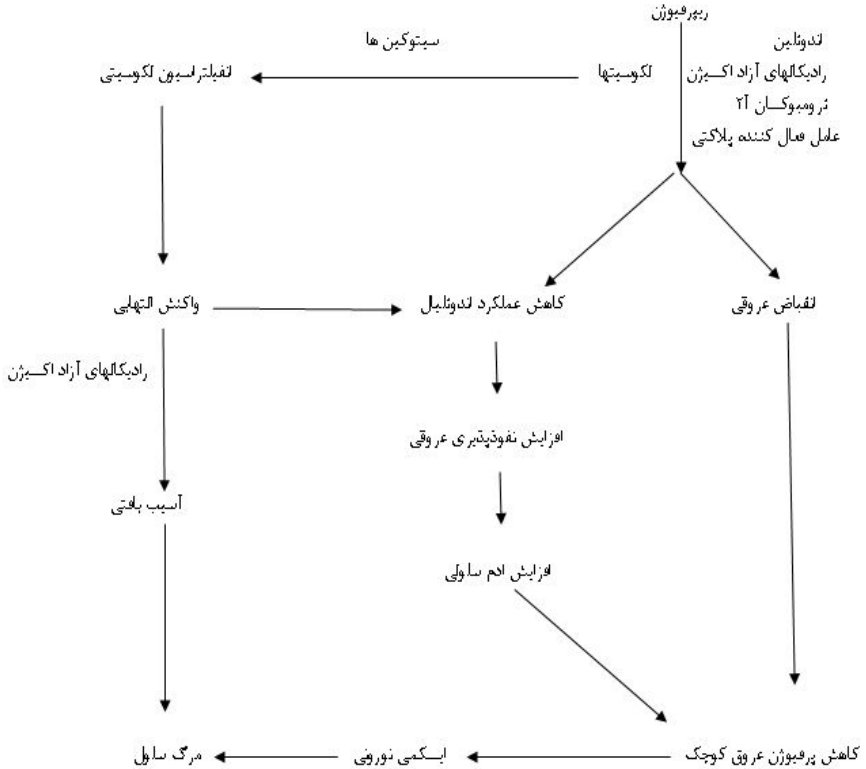 ریپرفیوژن
اندوتلین
سیتوکین ها
رادیکالهای آزاد اکسیژن
لکوسیتها
انفیلتراسیون لکوسیتی
ترومبوکسان آ۲
عامل فعال کننده پلاکتی
انقباض عروقی
کاهش عملکرد اندوتلیال
واکنش التهابی
رادیکالهای آزاد اکسیژن
افزایش نفوذپذیری عروقی
آسیب بافتی
افزایش ادم سلولی
کاهش پرفیوژن عروق کوچک
ایسکمی نورونی
مرگ سلول